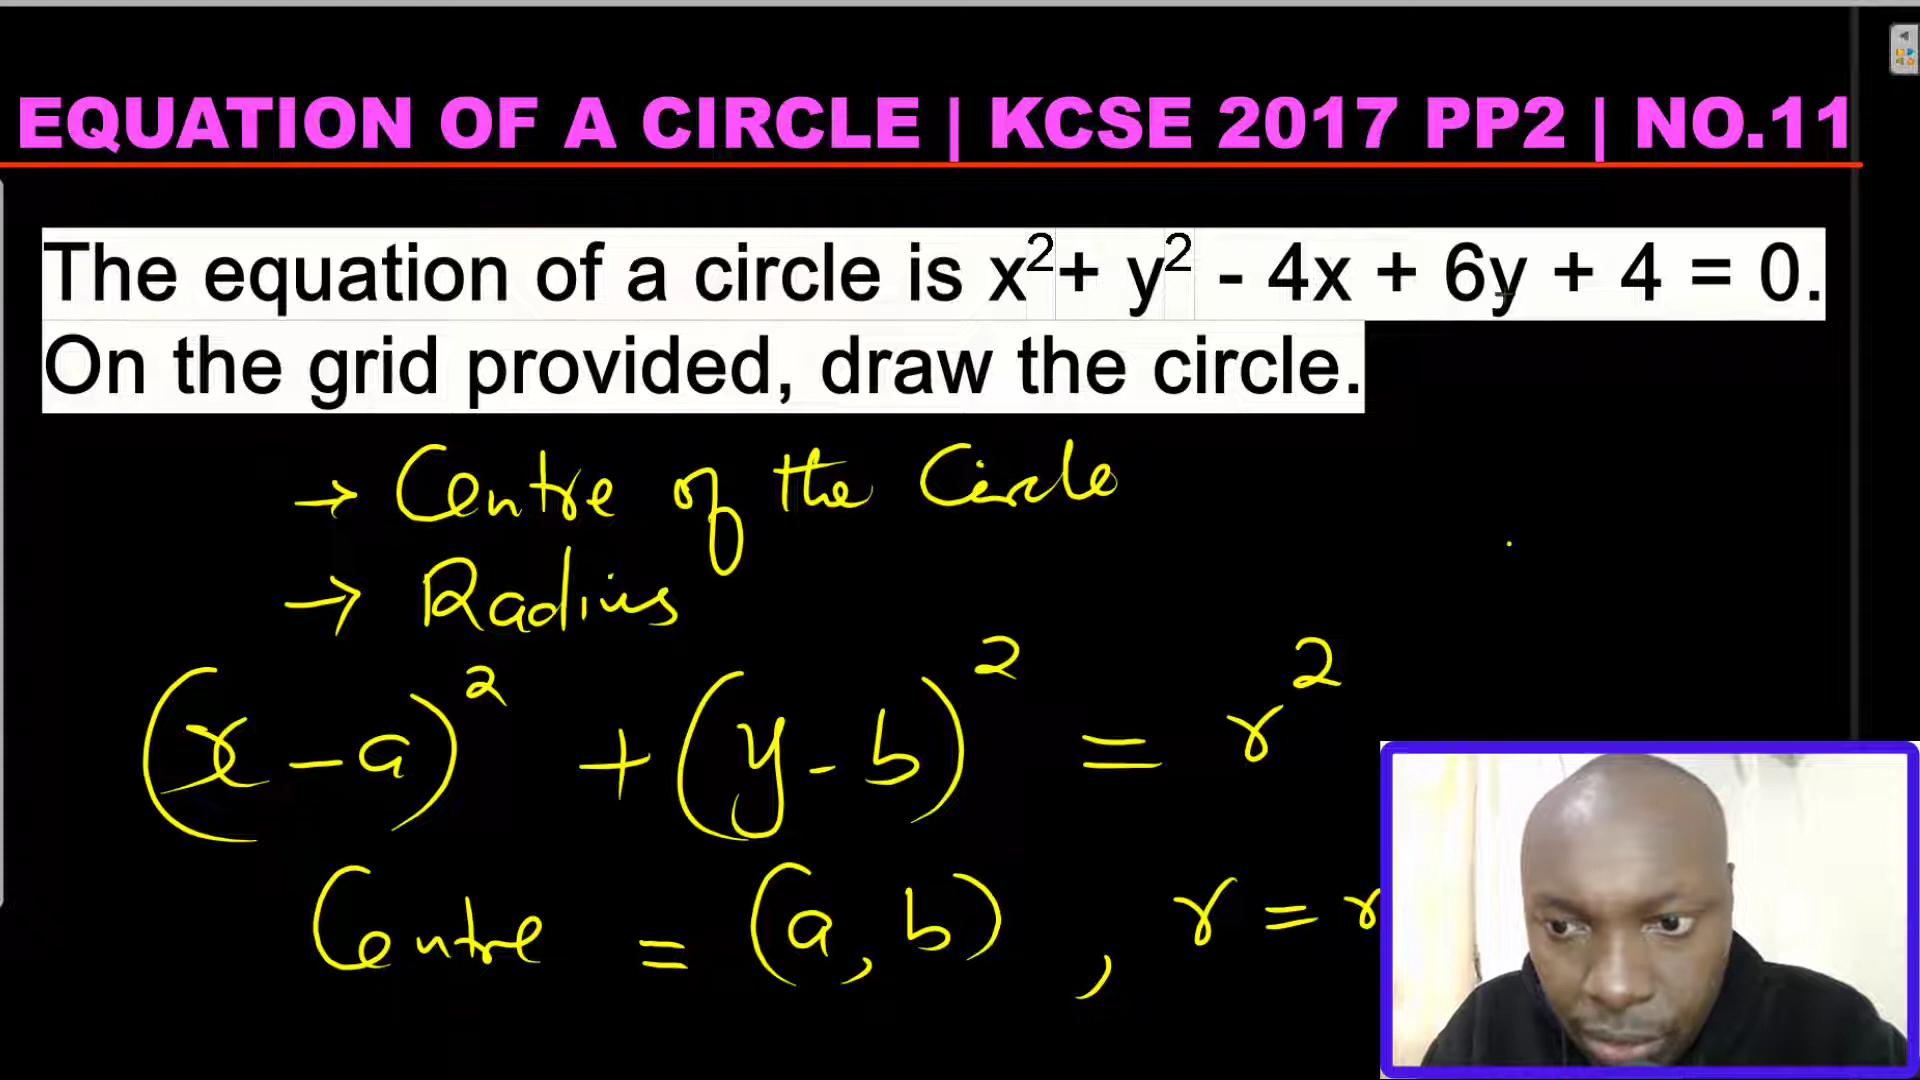 EQUATION OF A CIRCLE | KCSE 2017 PP2 | NO.11
The equation of a circle is x²+ y² - 4x + 6y + 4 = 0.
On the grid provided, draw the circle.
→ Centre of the Circle
→ Radius
(x - a)² + (y - b)² = r²
Centre = (a, b) , r = r